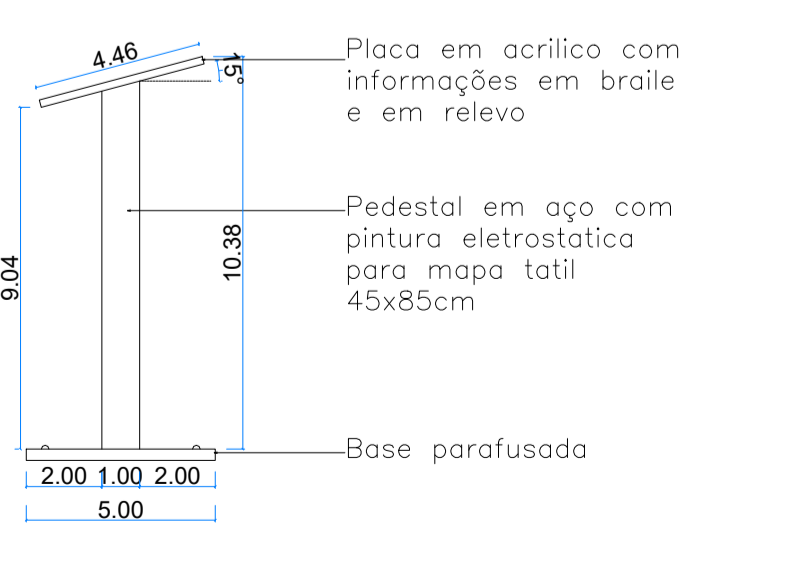 4.46
15°
Placa em acrilico com
informações em braile
e em relevo
Pedestal em aço com
pintura eletrostatica
para mapa tatil
45x85cm
10.38
9.04
Base parafusada
2.00 1.00 2.00
5.00